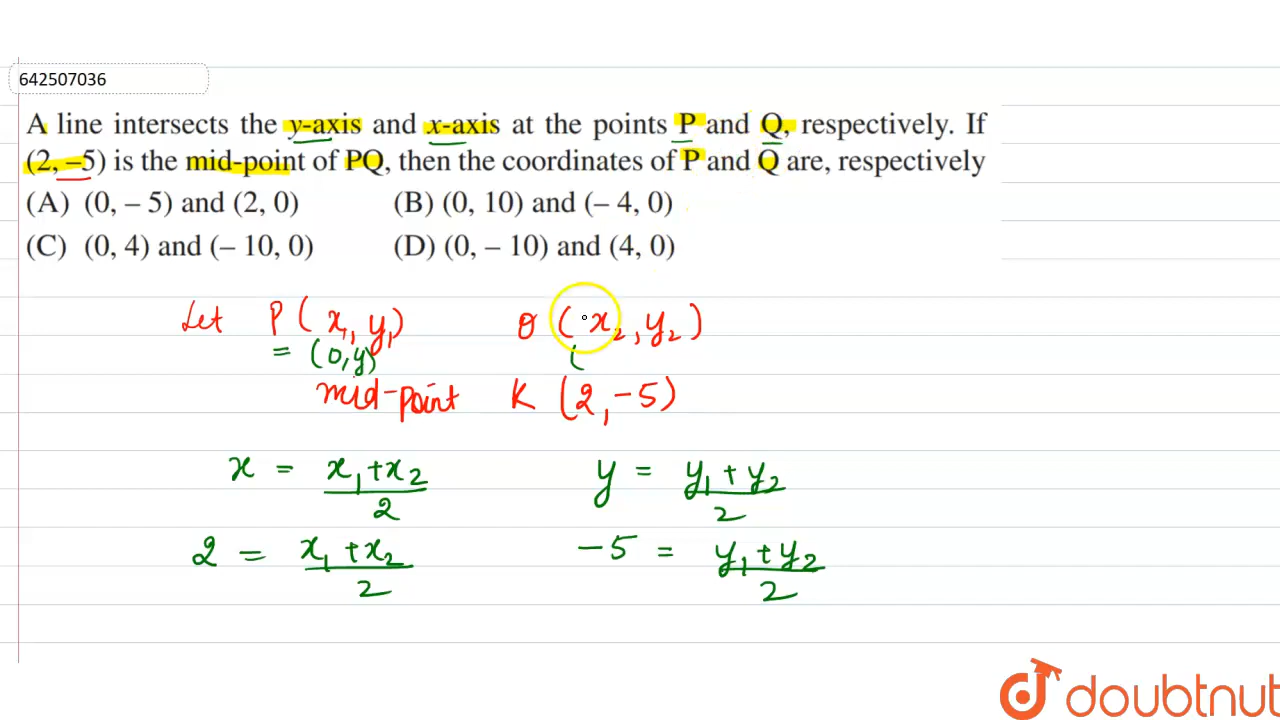 642507036
A line intersects the y-axis and x-axis at the points P and Q, respectively. If
(2, –5) is the mid-point of PQ, then the coordinates of P and Q are, respectively
(A) (0, – 5) and (2, 0) (B) (0, 10) and (– 4, 0)
(C) (0, 4) and (– 10, 0) (D) (0, – 10) and (4, 0)
Let P ( x₁, y₁) Q ( x₂, y₂)
= (0, y) (
mid-point K (2, -5)
x = x₁+x₂/2 y = y₁+y₂/2
2 = x₁+x₂/2 -5 = y₁+y₂/2
doubtnut